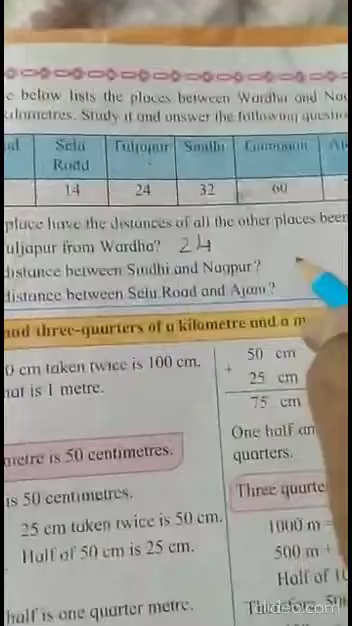 below lists the places between Wardha and
kilometres. Study it and answer the following
Selu Road Tuljapur Sindhi Gumgaon
14 24 32 60
place have the distances of all the other places been
uljapur from Wardha? 24
distance between Sindhi and Nagpur?
distance between Selu Road and Ajani?
and three-quarters of a kilometre and a m
0 cm taken twice is 100 cm.
hat is 1 metre.
metre is 50 centimetres.
is 50 centimetres.
25 cm taken twice is 50 cm.
Half of 50 cm is 25 cm.
half is one quarter metre.
50 cm
+ 25 cm
75 cm
One half an
quarters.
Three quarte
1000 m =
500 m +
Half of 10